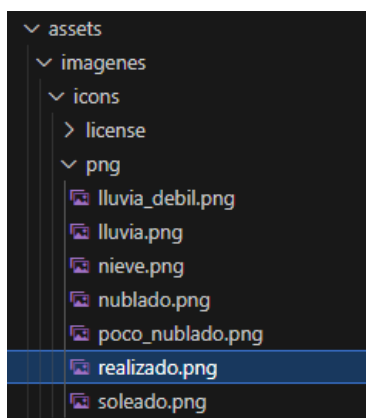 assets
imagenes
icons
license
png
lluvia_debil.png
lluvia.png
nieve.png
nublado.png
poco_nublado.png
realizado.png
soleado.png